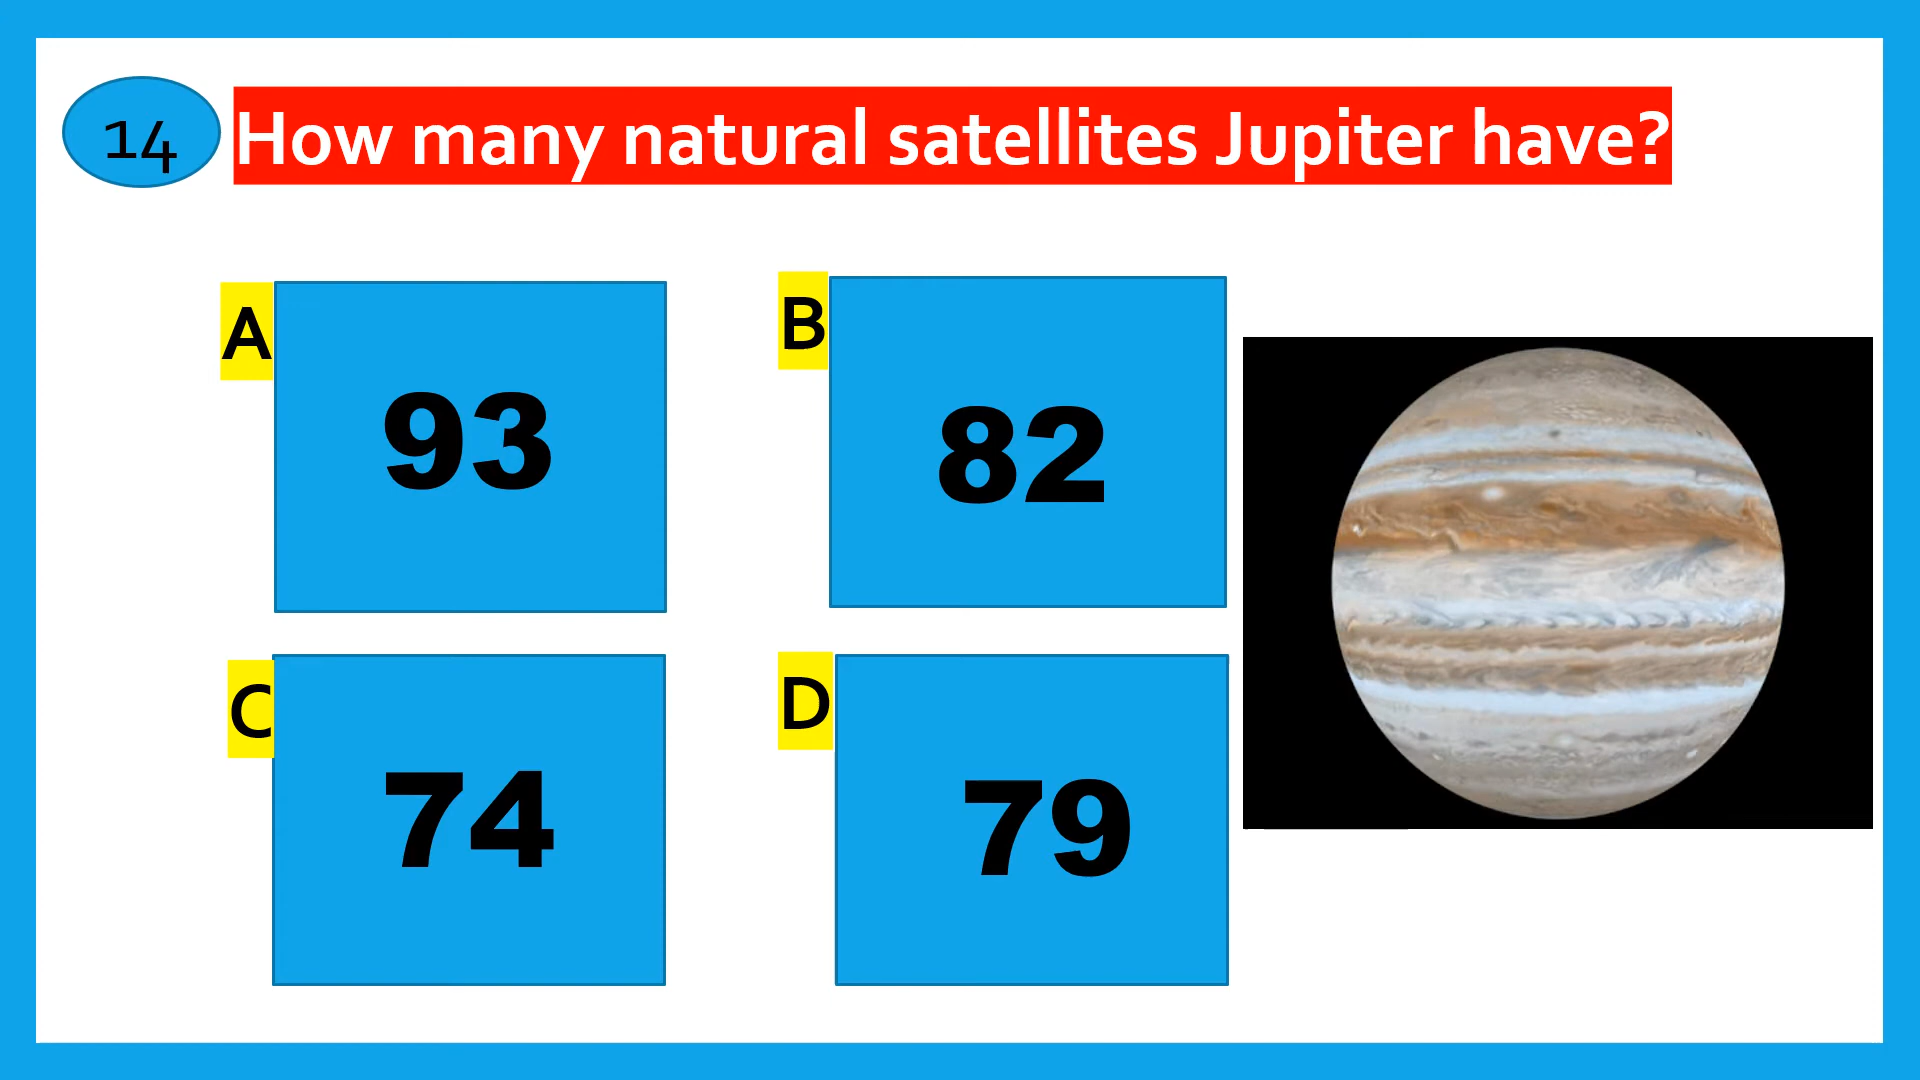 14
How many natural satellites Jupiter have?
A
93
B
82
C
74
D
79